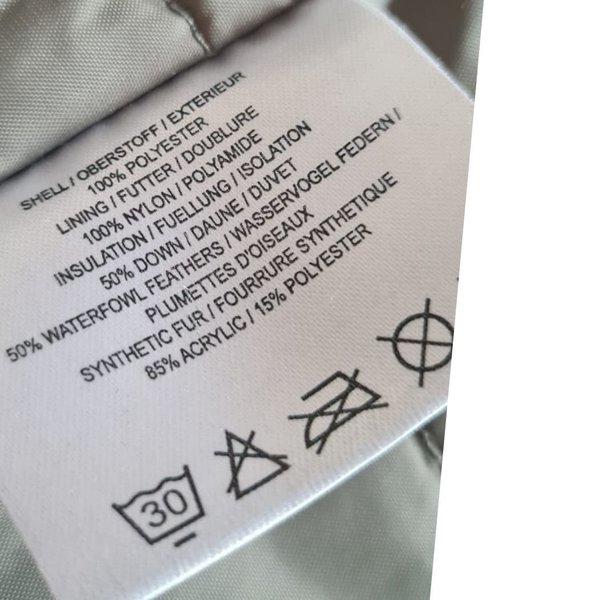 SHELL / OBERSTOFF / EXTERIEUR
100% POLYESTER
LINING / FUTTER / DOUBLURE
100% NYLON / POLYAMIDE
INSULATION / FUELLUNG / ISOLATION
50% DOWN / DAUNE / DUVET
50% WATERFOWL FEATHERS / WASSERVOGEL FEDERN /
PLUMETTES D'OISEAUX
SYNTHETIC FUR / FOURRURE SYNTHETIQUE
85% ACRYLIC / 15% POLYESTER
30